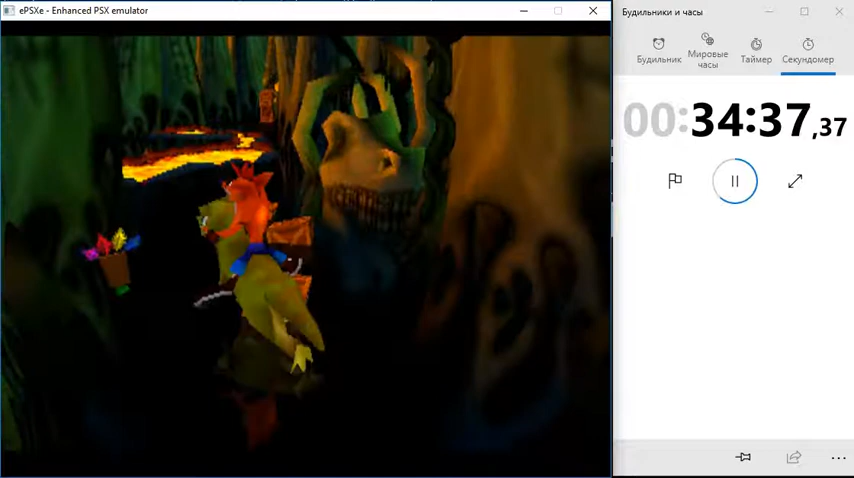 ePSXe - Enhanced PSX emulator
Будильники и часы
Будильник
Мировые часы
Таймер
Секундомер
00:34:37,37